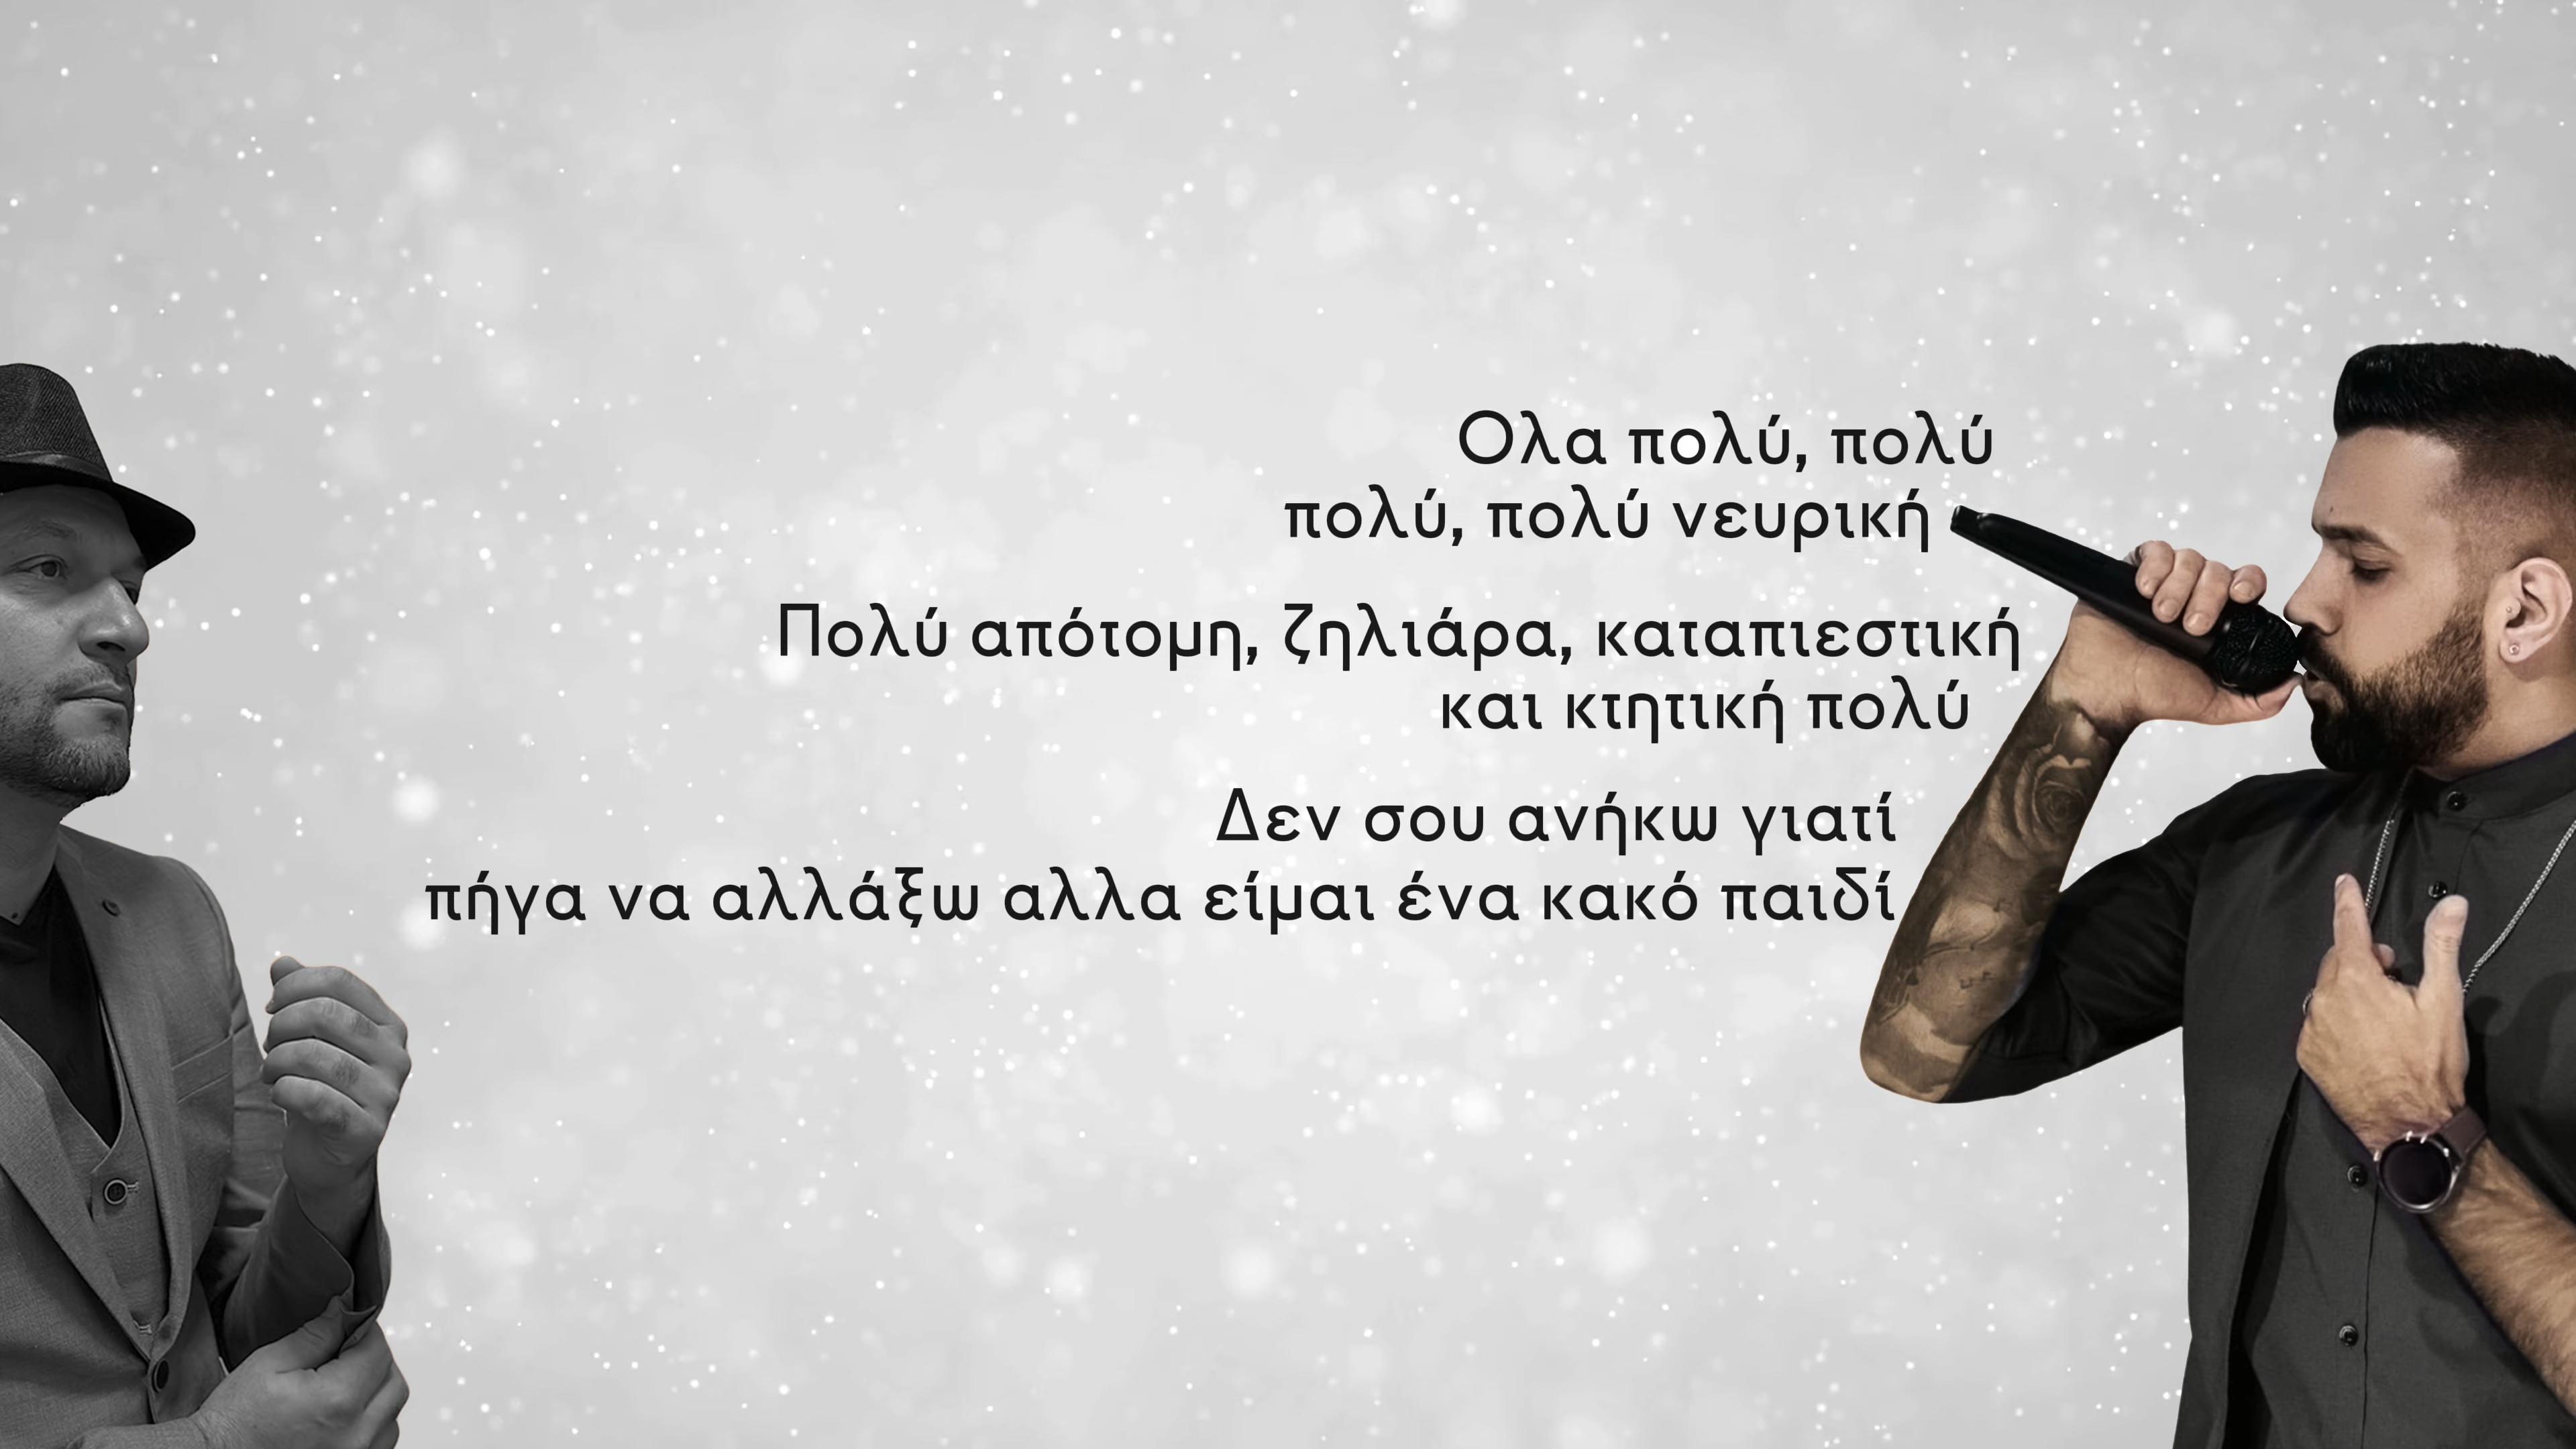 Ολα πολύ, πολύ
πολύ, πολύ νευρική
Πολύ απότομη, ζηλιάρα, καταπιεστική
και κτητική πολύ
Δεν σου ανήκω γιατί
πήγα να αλλάξω αλλα είμαι ένα κακό παιδί